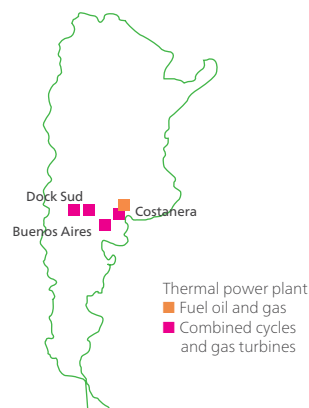 Dock Sud
Costanera
Buenos Aires
Thermal power plant
Fuel oil and gas
Combined cycles
and gas turbines